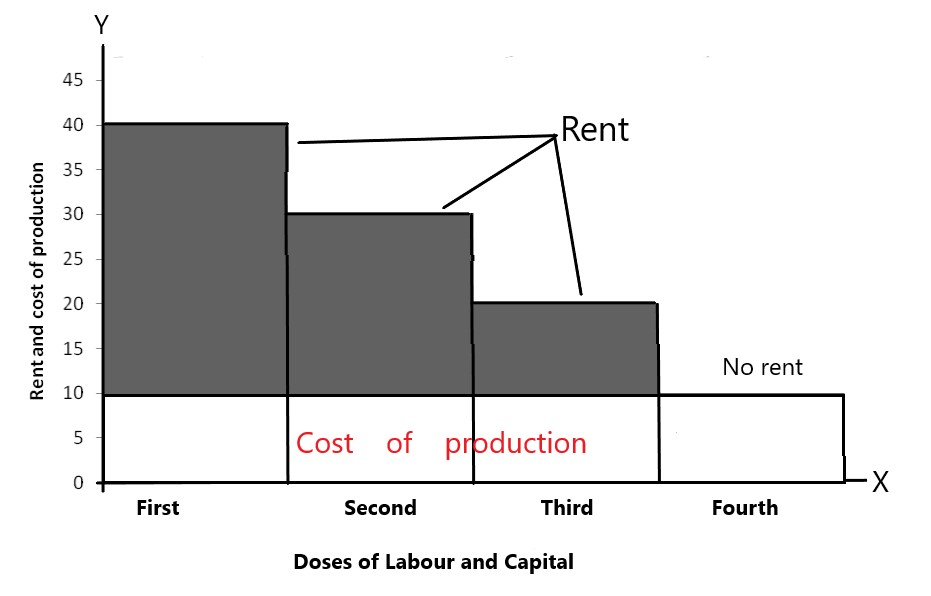 Y
45
40
35
30
25
20
15
10
5
0
Rent and cost of production
Rent
No rent
Cost of production
X
First Second Third Fourth
Doses of Labour and Capital